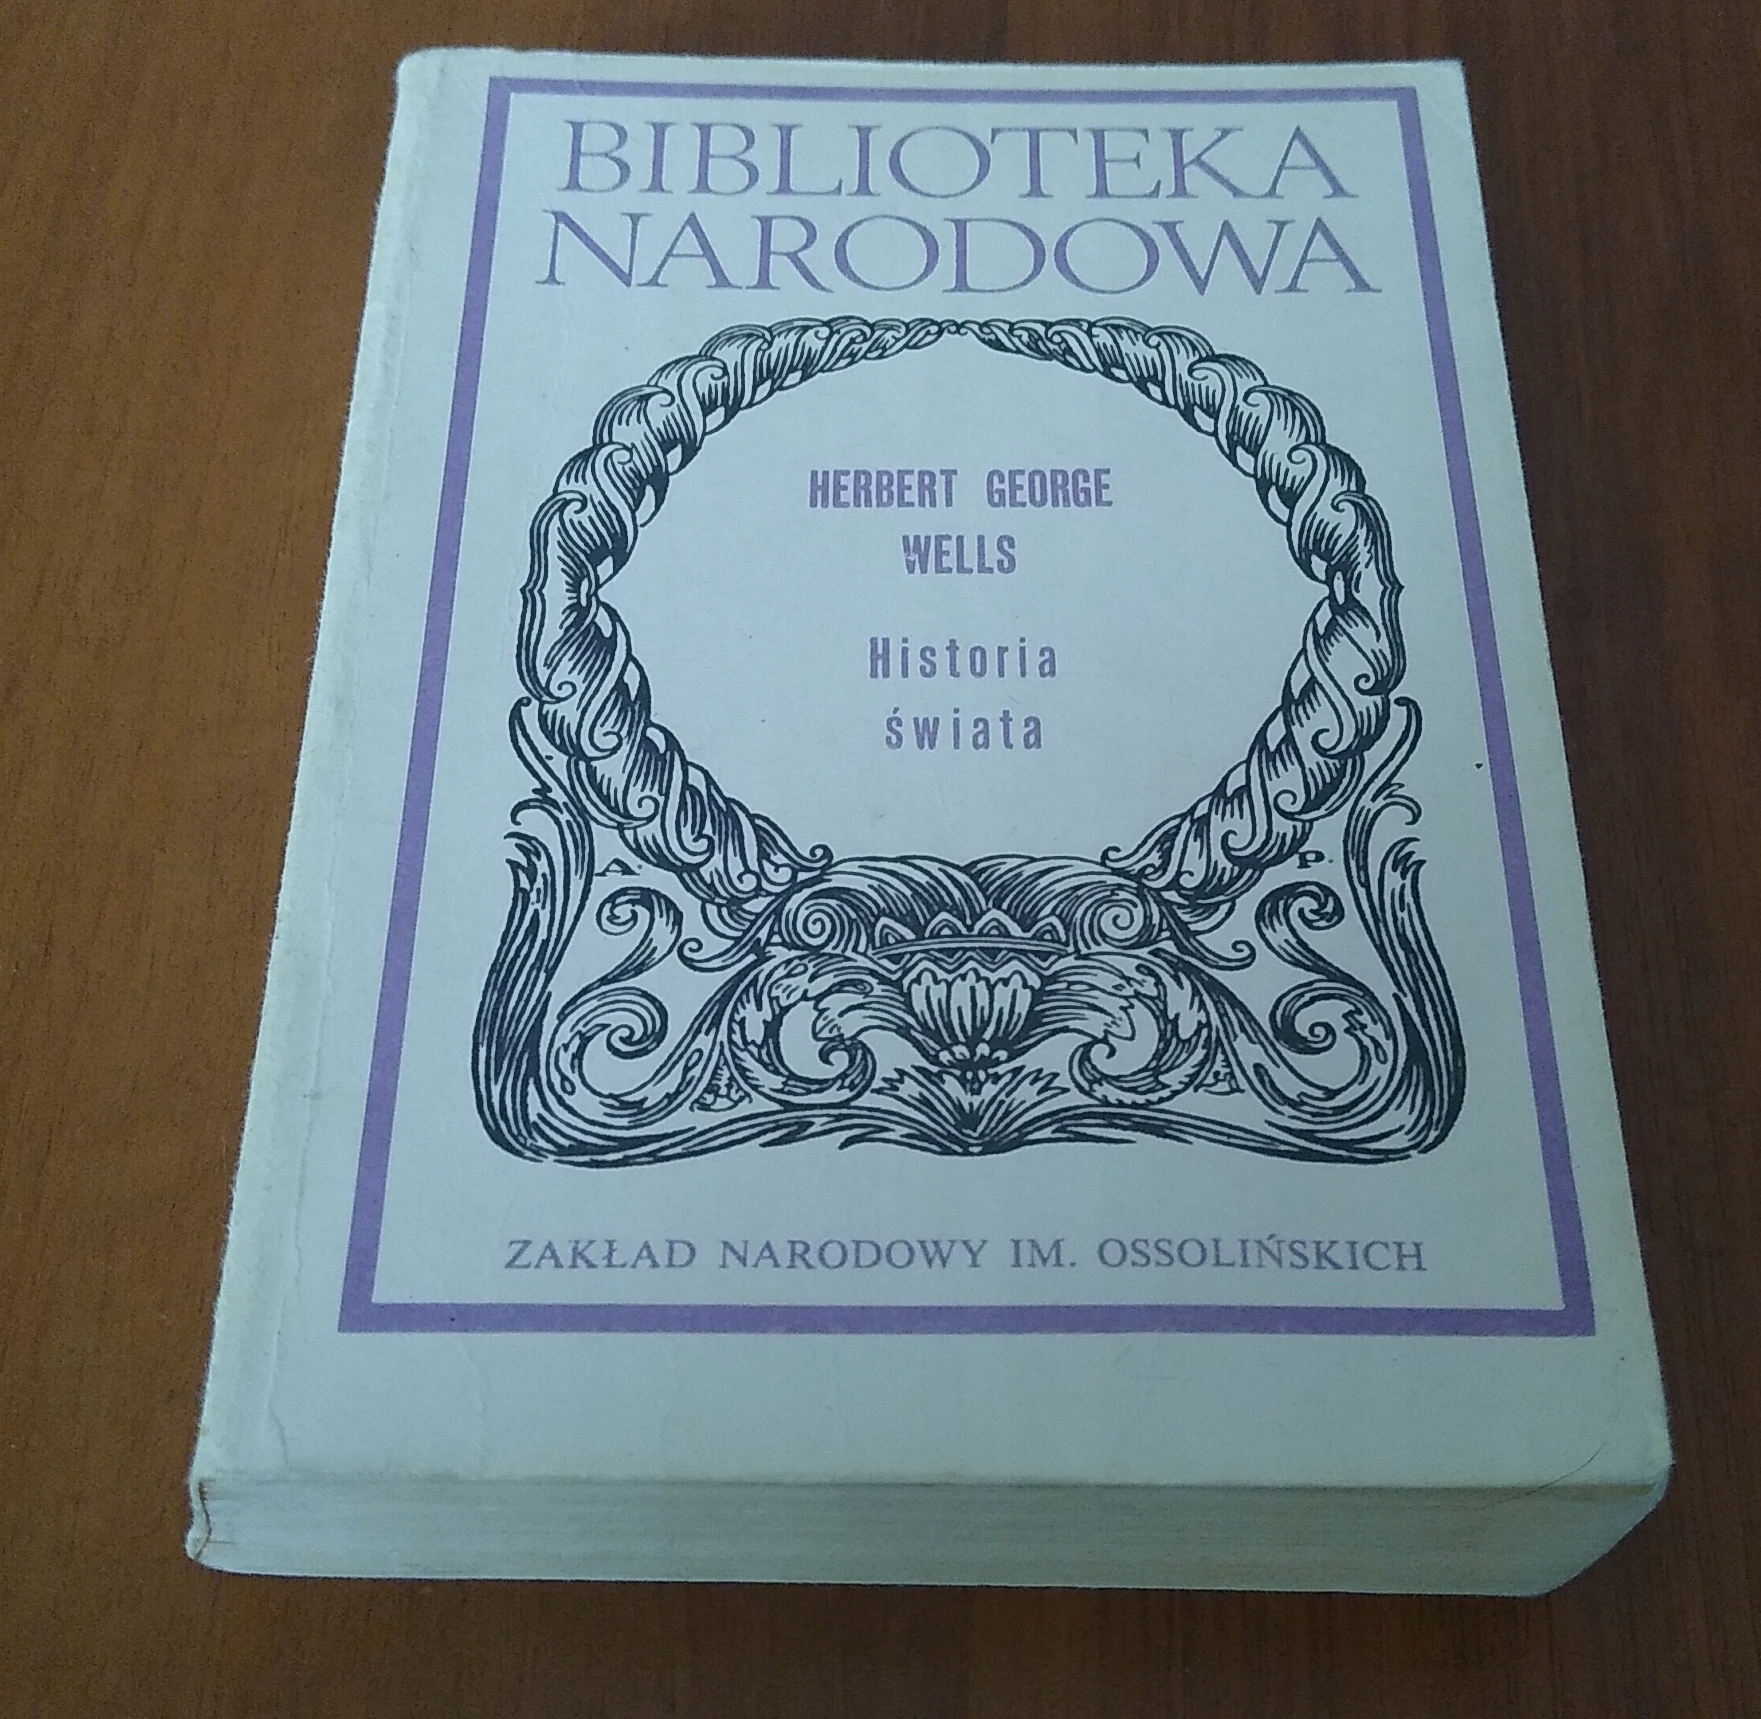 BIBLIOTEKA
NARODOWA
HERBERT GEORGE
WELLS
Historia
świata
A. P.
ZAKŁAD NARODOWY IM. OSSOLIŃSKICH